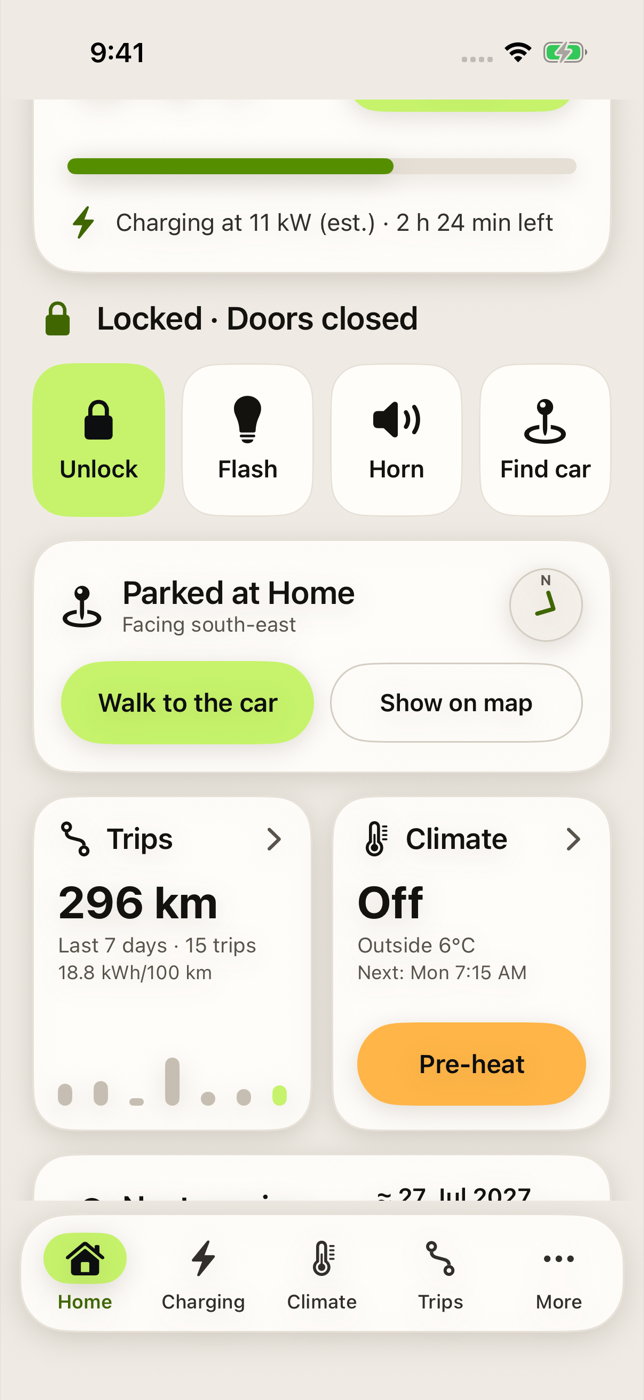 9:41
Charging at 11 kW (est.) · 2 h 24 min left
Locked · Doors closed
Unlock
Flash
Horn
Find car
Parked at Home
Facing south-east
N
Walk to the car
Show on map
Trips
296 km
Last 7 days · 15 trips
18.8 kWh/100 km
Climate
Off
Outside 6°C
Next: Mon 7:15 AM
Pre-heat
≈ 27 Jul 2027
Home
Charging
Climate
Trips
More